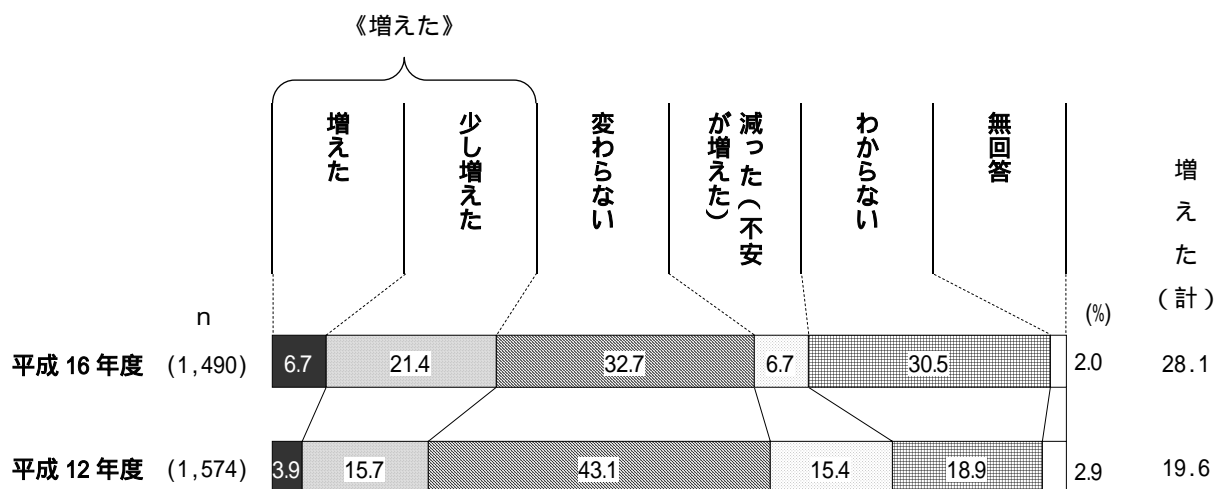 《増えた》
増えた
少し増えた
変わらない
減った(不安
が増えた)
わからない
無回答
増えた(計)
n
(%)
平成 16 年度 (1,490) 6.7 21.4 32.7 6.7 30.5 2.0 28.1
平成 12 年度 (1,574) 3.9 15.7 43.1 15.4 18.9 2.9 19.6